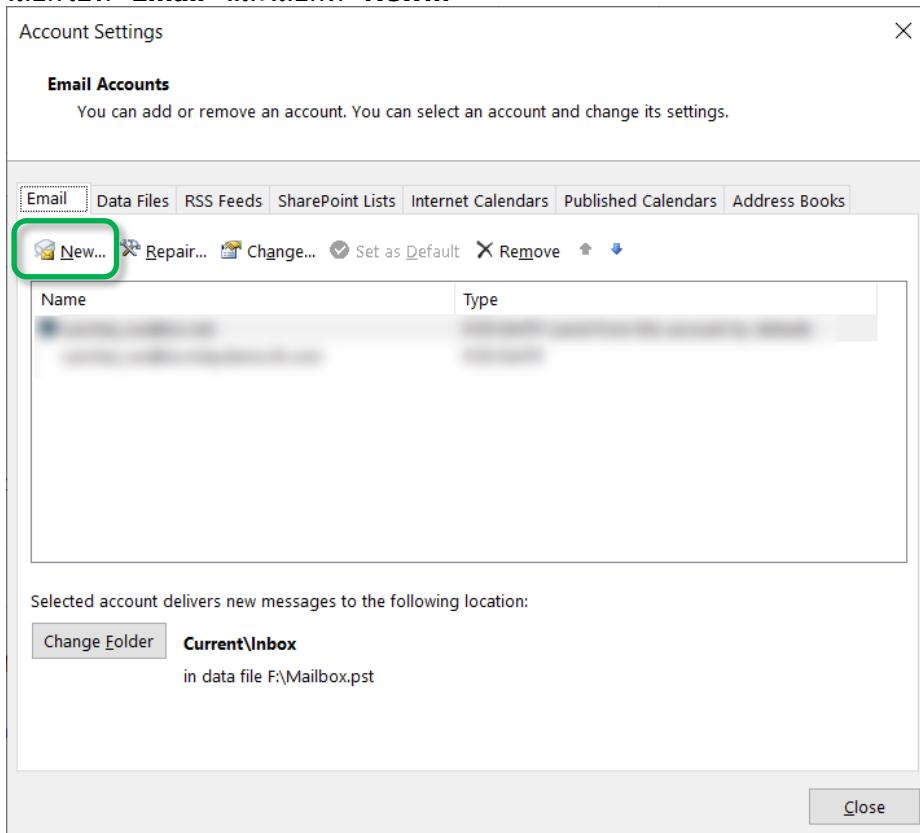 Account Settings
Email Accounts
You can add or remove an account. You can select an account and change its settings.
Email Data Files RSS Feeds SharePoint Lists Internet Calendars Published Calendars Address Books
New... Repair... Change... Set as Default Remove
Name Type
Selected account delivers new messages to the following location:
Change Folder Current\Inbox
in data file F:\Mailbox.pst
Close